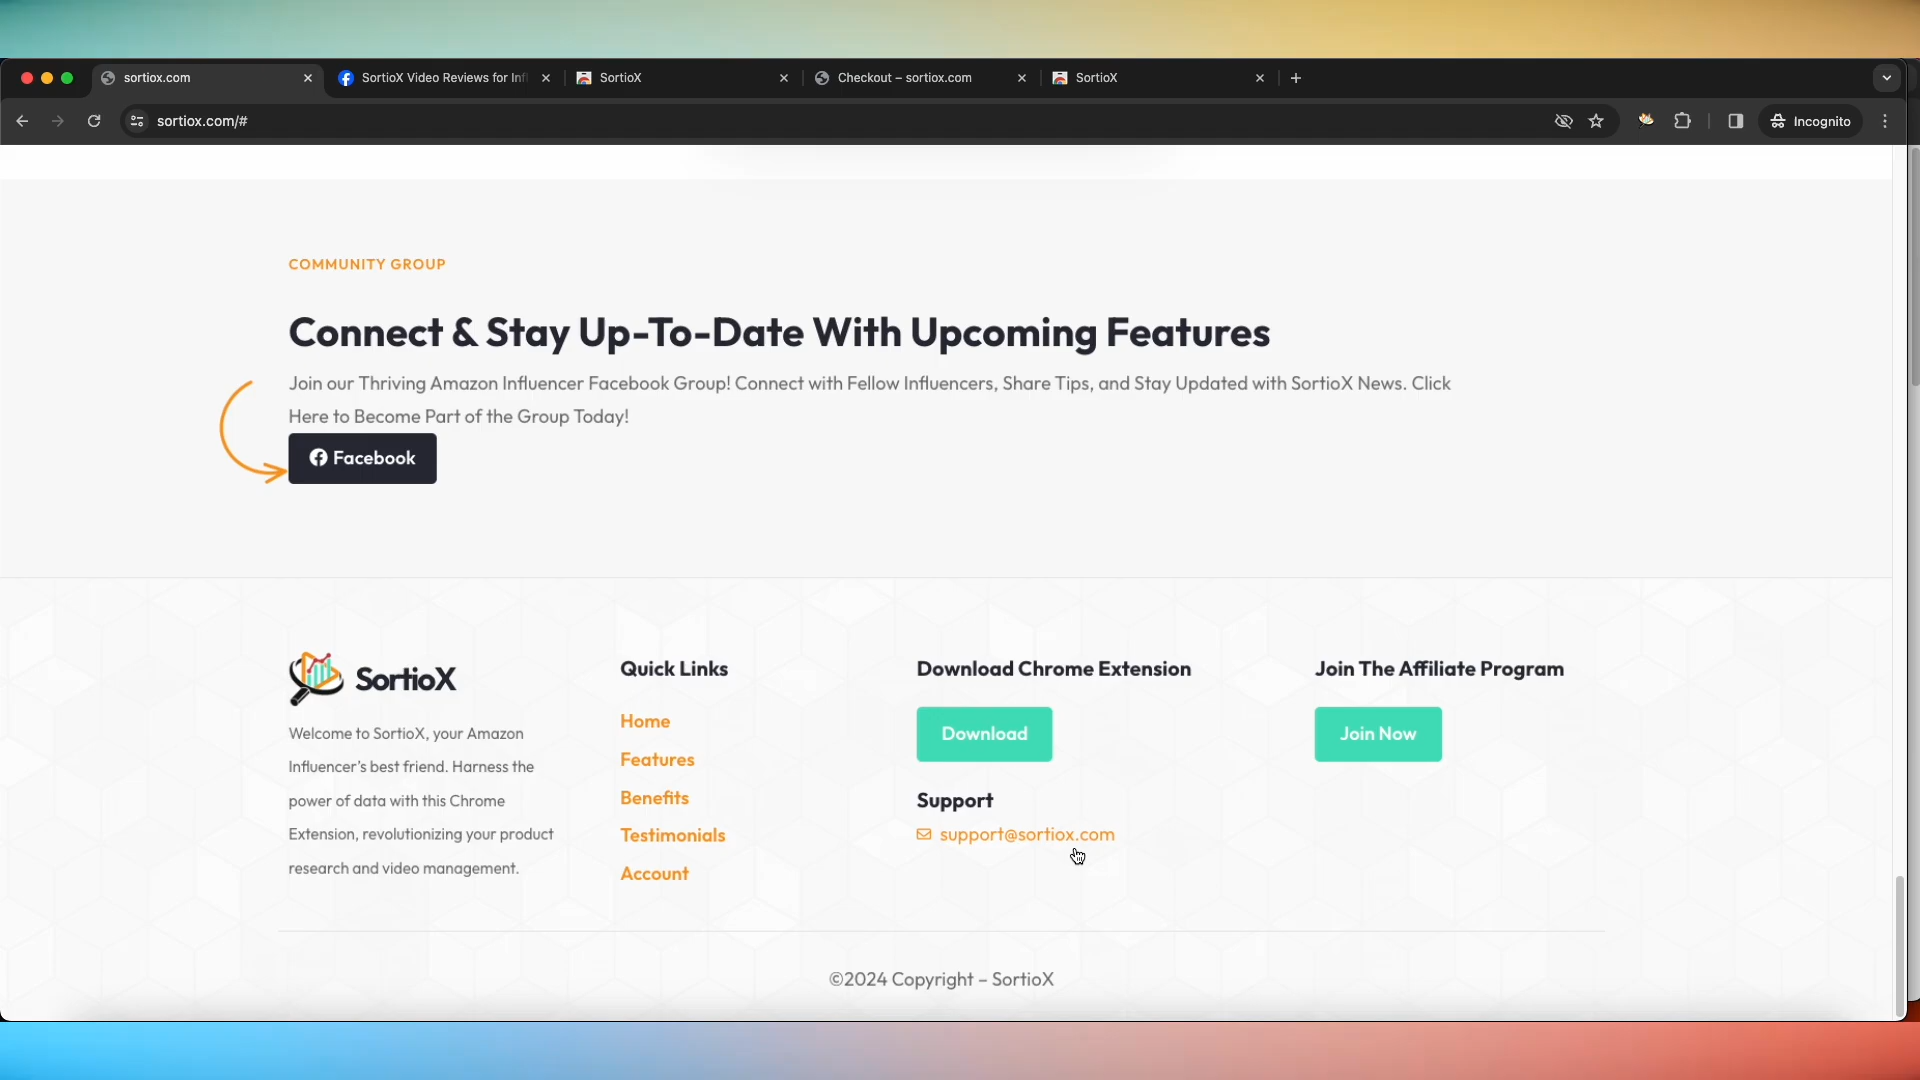 sortiox.com
SortioX Video Reviews for Inf
SortioX
Checkout – sortiox.com
SortioX
sortiox.com/#
Incognito
COMMUNITY GROUP
Connect & Stay Up-To-Date With Upcoming Features
Join our Thriving Amazon Influencer Facebook Group! Connect with Fellow Influencers, Share Tips, and Stay Updated with SortioX News. Click
Here to Become Part of the Group Today!
Facebook
SortioX
Welcome to SortioX, your Amazon
Influencer's best friend. Harness the
power of data with this Chrome
Extension, revolutionizing your product
research and video management.
Quick Links
Home
Features
Benefits
Testimonials
Account
Download Chrome Extension
Download
Support
support@sortiox.com
Join The Affiliate Program
Join Now
©2024 Copyright – SortioX